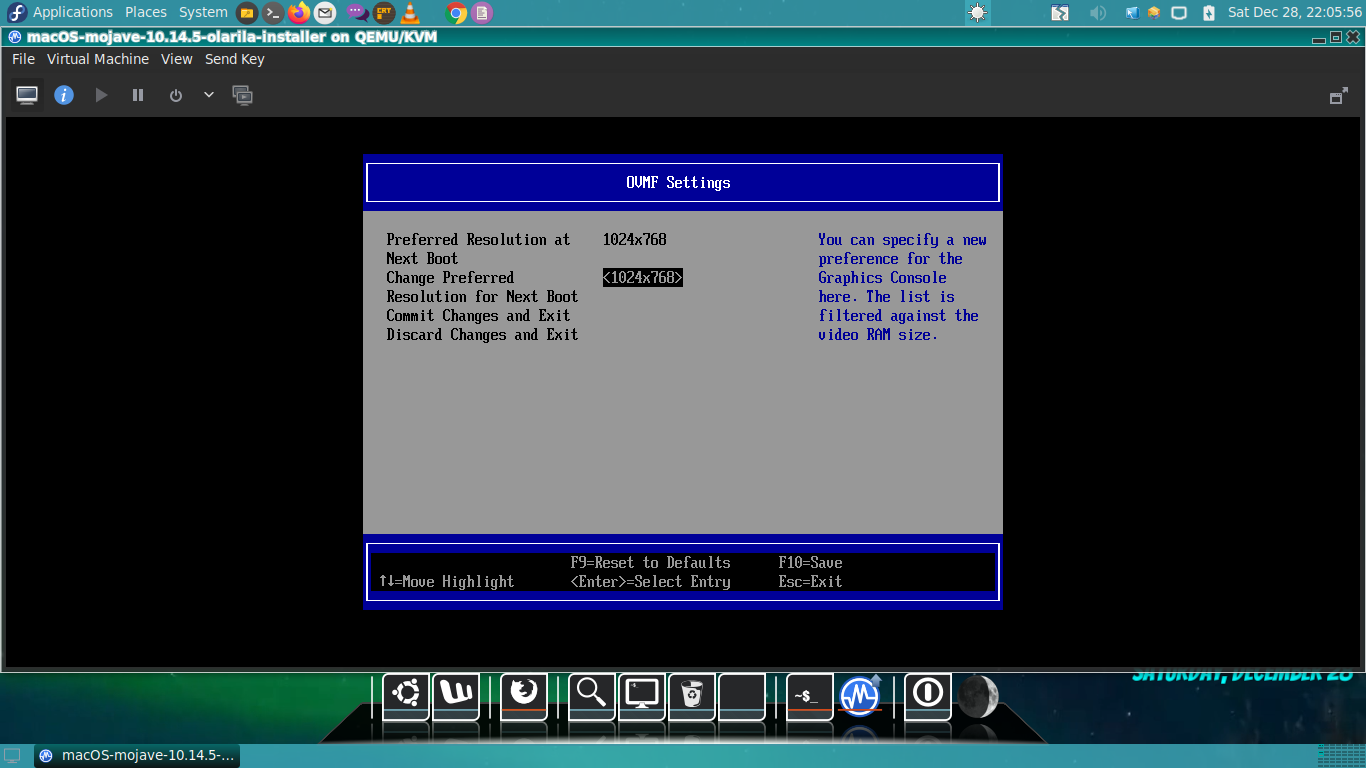 Applications Places System Sat Dec 28, 22:05:56
macOS-mojave-10.14.5-olarila-installer on QEMU/KVM
File Virtual Machine View Send Key
OVMF Settings
Preferred Resolution at 1024x768
Next Boot
Change Preferred <1024x768>
Resolution for Next Boot
Commit Changes and Exit
Discard Changes and Exit
You can specify a new
preference for the
Graphics Console
here. The list is
filtered against the
video RAM size.
F9=Reset to Defaults F10=Save
↑↓=Move Highlight <Enter>=Select Entry Esc=Exit
SATURDAY, DECEMBER 28
~$_
macOS-mojave-10.14.5-...